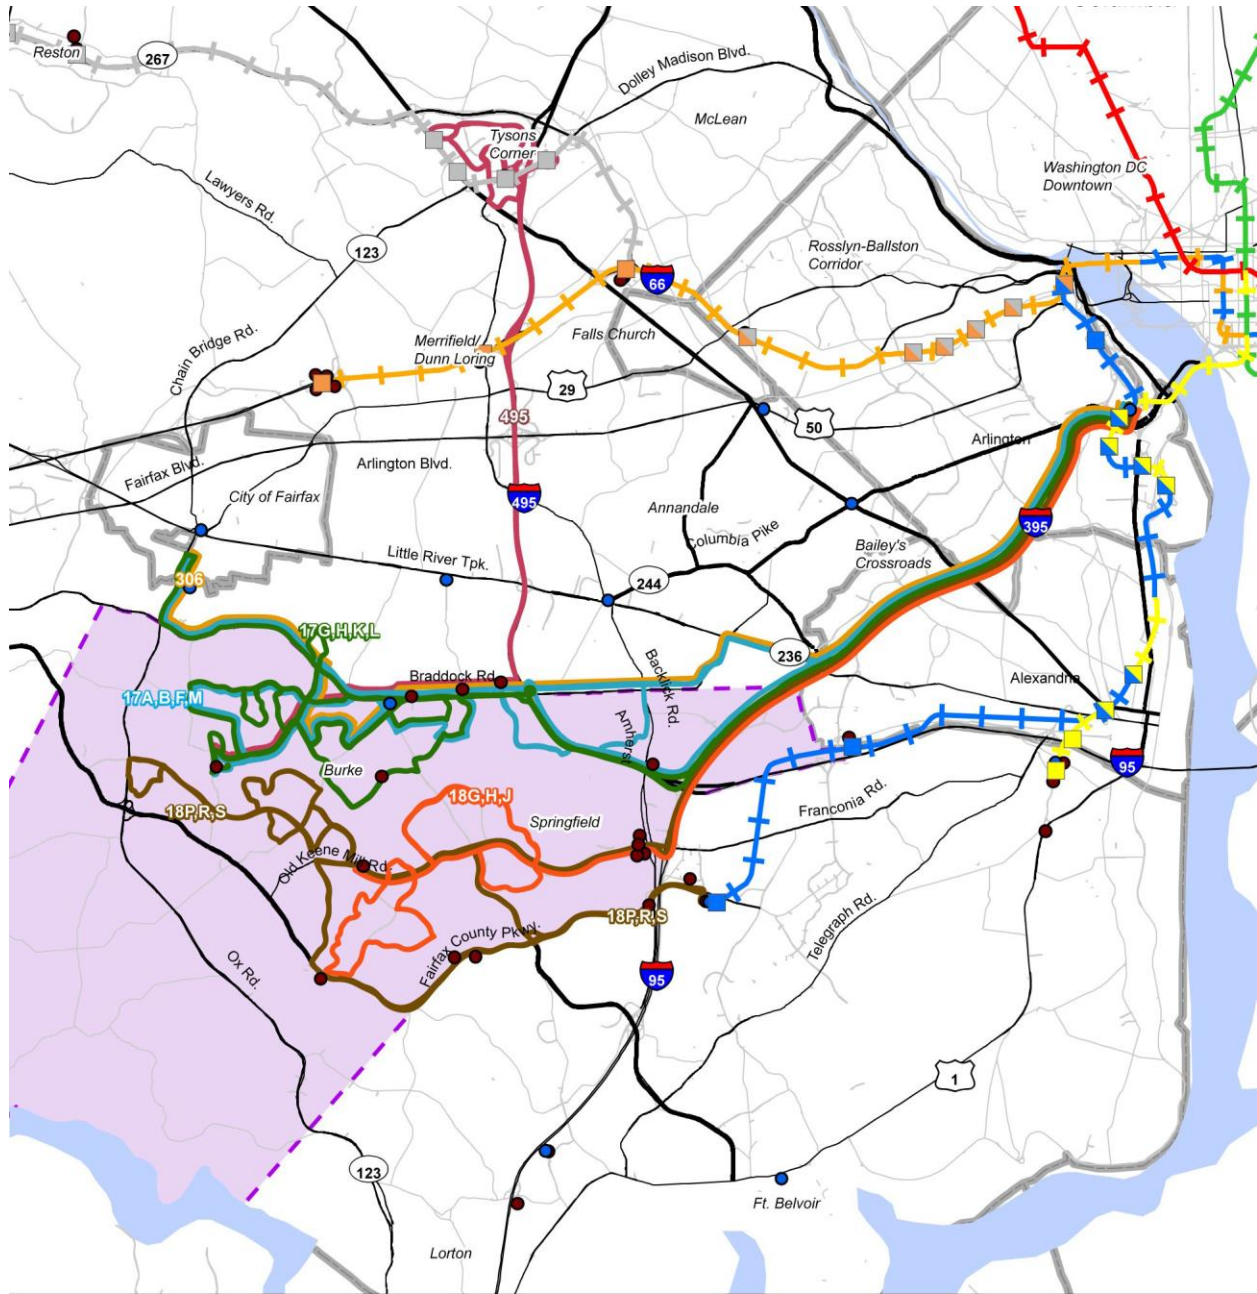 Reston
267
Dolley Madison Blvd.
McLean
Tysons
Corner
Washington DC
Downtown
Lawyers Rd.
123
Rosslyn-Ballston
Corridor
66
Chain Bridge Rd.
Merrifield/
Dunn Loring
Falls Church
29
495
50
Arlington
Fairfax Blvd.
Arlington Blvd.
City of Fairfax
495
Annandale
395
Columbia Pike
Bailey's
Crossroads
Little River Tpk.
306
244
17G,H,K,L
236
Backlick Rd.
Braddock Rd.
Alexandria
17A,B,F,M
Amherst
Burke
95
18G,H,J
18P,R,S
Franconia Rd.
Springfield
Old Keene Mill Rd.
18P,R,S
Telegraph Rd.
Fairfax County Pkwy.
Ox Rd.
95
1
123
Ft. Belvoir
Lorton